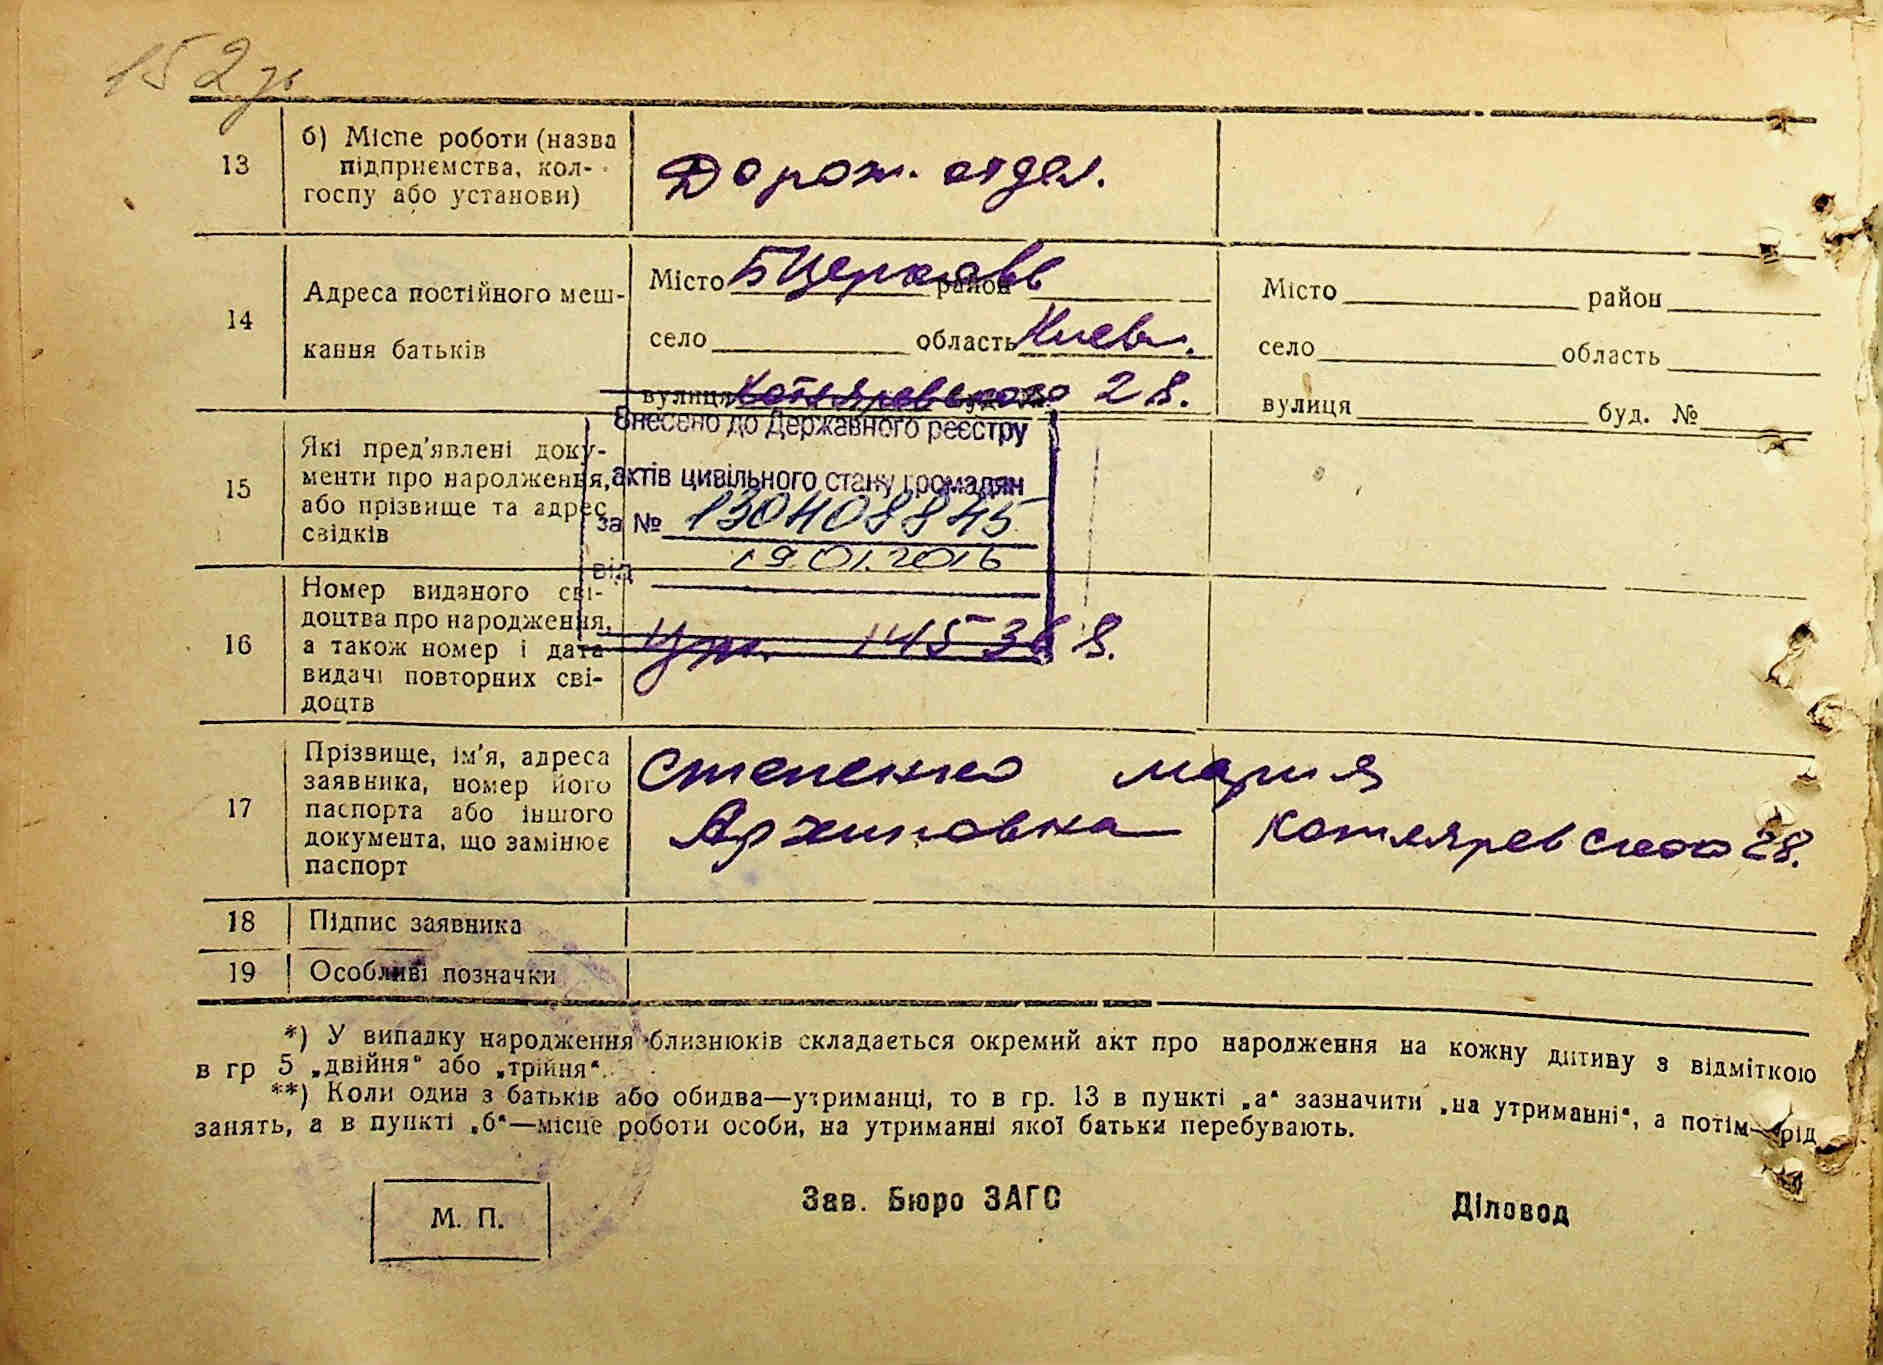 152
13
б) Місце роботи (назва
підприємства, кол-
госпу або установи)
Дорож. отдел.
14
Адреса постійного меш-
кання батьків
Місто Б Церковь район
село область Киев.
вулиця Котляревского буд. № 28.
Місто район
село область
вулиця буд. №
15
Які пред’явлені доку-
менти про народження,
або прізвище та адрес
свідків
Внесено до Державного реєстру
актів цивільного стану громадян
за № 130408845
від 19.01.2016
16
Номер виданого сві-
доцтва про народження,
а також номер і дата
видачі повторних сві-
доцтв
145368.
17
Прізвище, ім’я, адреса
заявника, номер його
паспорта або іншого
документа, що замінює
паспорт
Степенко Мария
Архиповна Котляревского 28.
18
Підпис заявника
19
Особливі позначки
*) У випадку народження близнюків складається окремий акт про народження на кожну дитину з відміткою
в гр 5 „двійня“ або „трійня“.
**) Коли один з батьків або обидва—утриманці, то в гр. 13 в пункті „а“ зазначити „на утриманні“, а потім—рід
занять, а в пункті „б“—місце роботи особи, на утриманні якої батьки перебувають.
М. П.
Зав. Бюро ЗАГС
Діловод